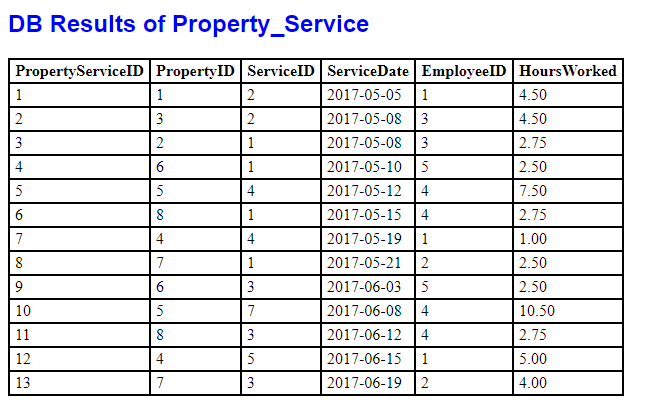 DB Results of Property_Service
PropertyServiceID PropertyID ServiceID ServiceDate EmployeeID HoursWorked
1 1 2 2017-05-05 1 4.50
2 3 2 2017-05-08 3 4.50
3 2 1 2017-05-08 3 2.75
4 6 1 2017-05-10 5 2.50
5 5 4 2017-05-12 4 7.50
6 8 1 2017-05-15 4 2.75
7 4 4 2017-05-19 1 1.00
8 7 1 2017-05-21 2 2.50
9 6 3 2017-06-03 5 2.50
10 5 7 2017-06-08 4 10.50
11 8 3 2017-06-12 4 2.75
12 4 5 2017-06-15 1 5.00
13 7 3 2017-06-19 2 4.00